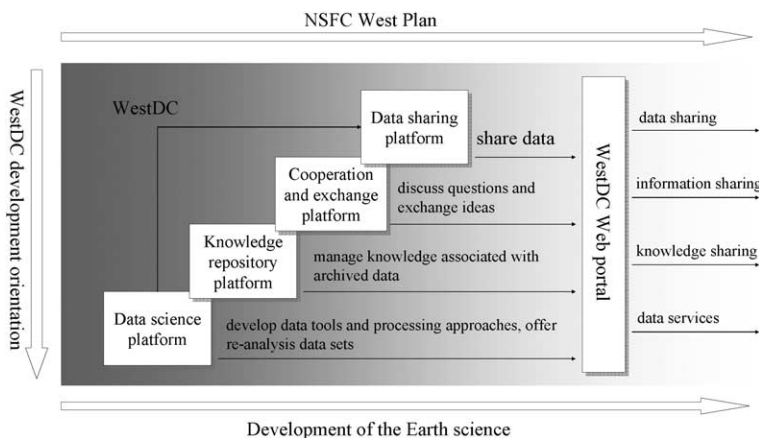 NSFC West Plan
WestDC development orientation
WestDC
Data sharing
platform
share data
Cooperation
and exchange
platform
discuss questions and
exchange ideas
Knowledge
repository
platform
manage knowledge associated with
archived data
Data science
platform
develop data tools and processing approaches, offer
re-analysis data sets
WestDC Web portal
data sharing
information sharing
knowledge sharing
data services
Development of the Earth science